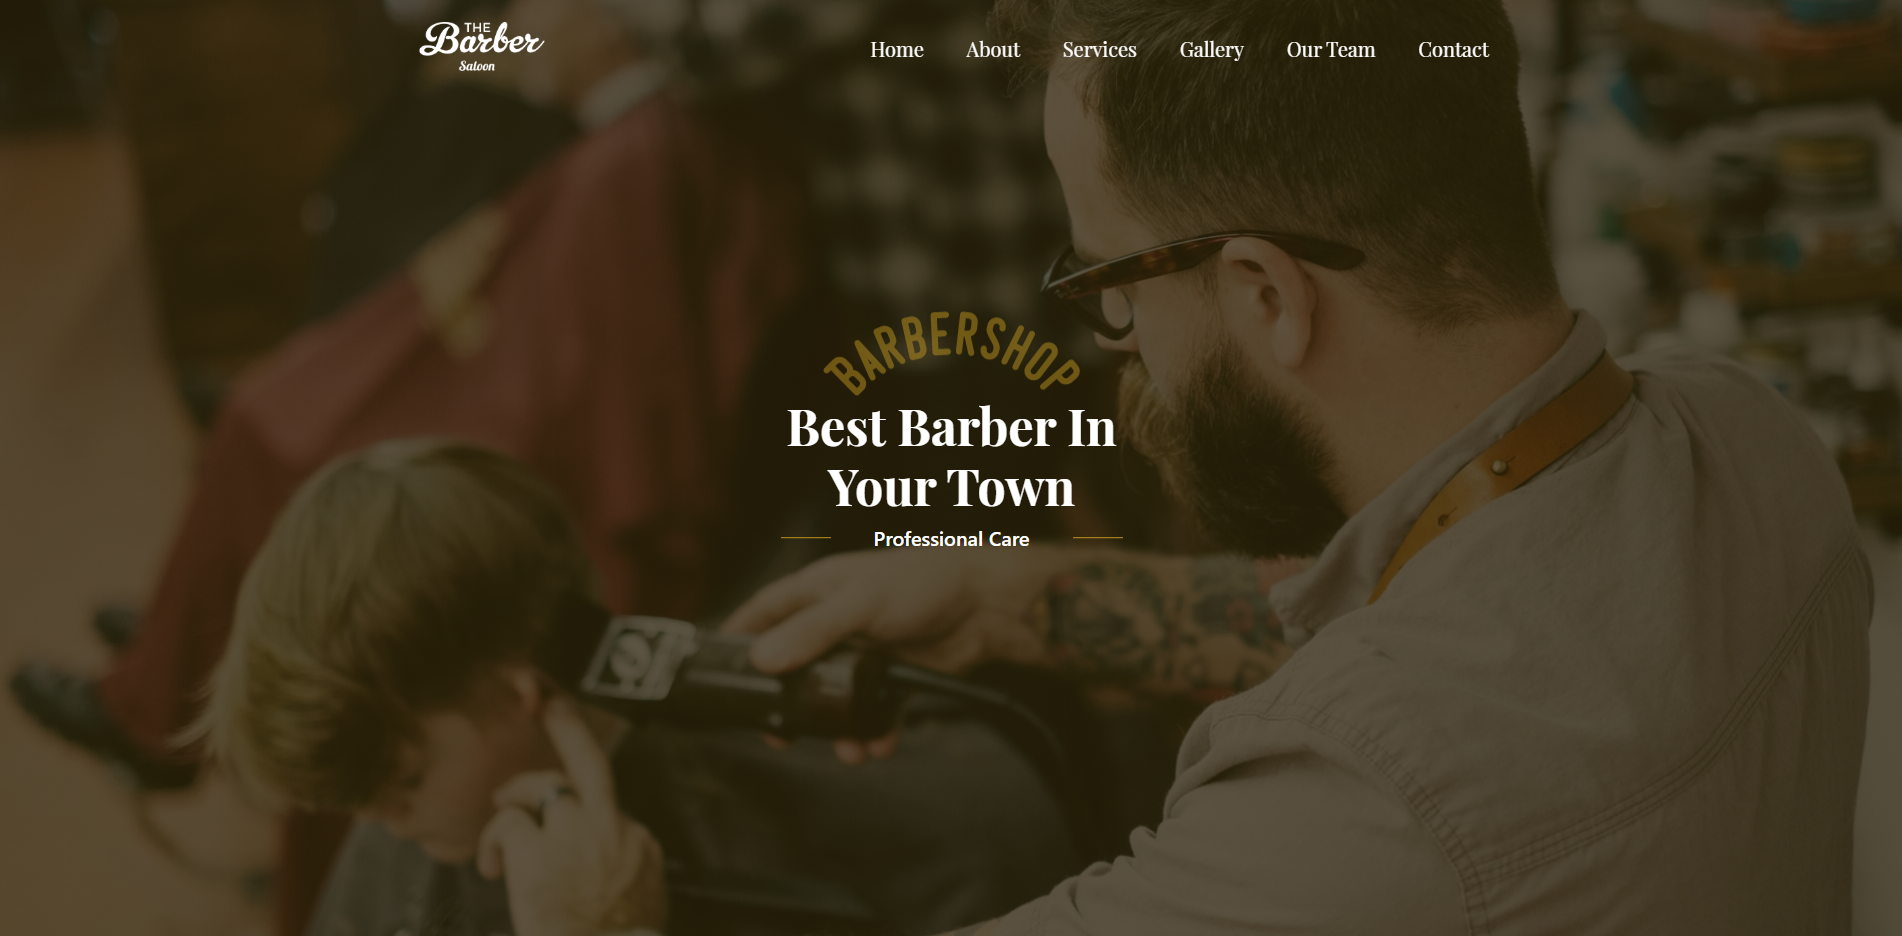 THE
Barber
Saloon
Home About Services Gallery Our Team Contact
BARBERSHOP
Best Barber In
Your Town
Professional Care